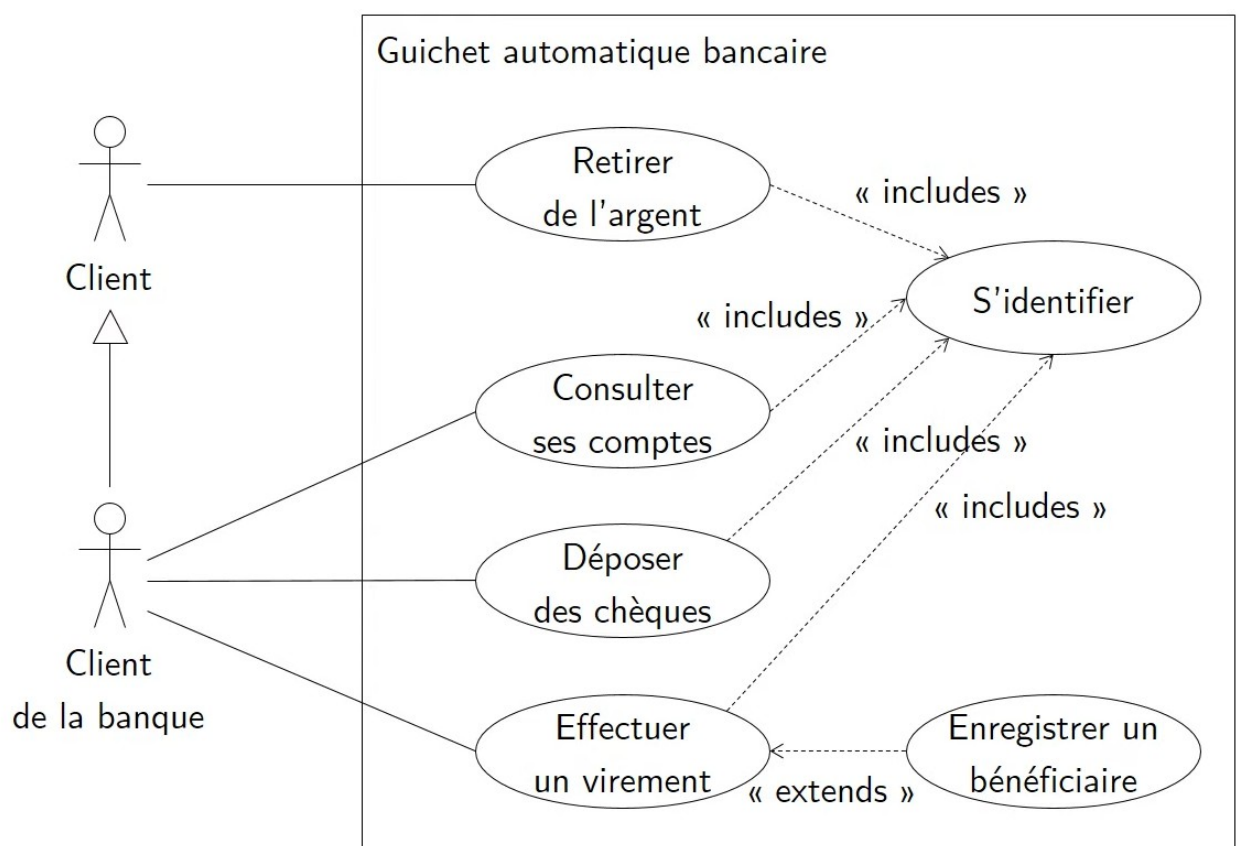 Guichet automatique bancaire
Retirer
de l'argent
« includes »
Client
S'identifier
« includes »
Consulter
ses comptes
« includes »
« includes »
Déposer
des chèques
Client
de la banque
Effectuer
un virement
Enregistrer un
bénéficiaire
« extends »